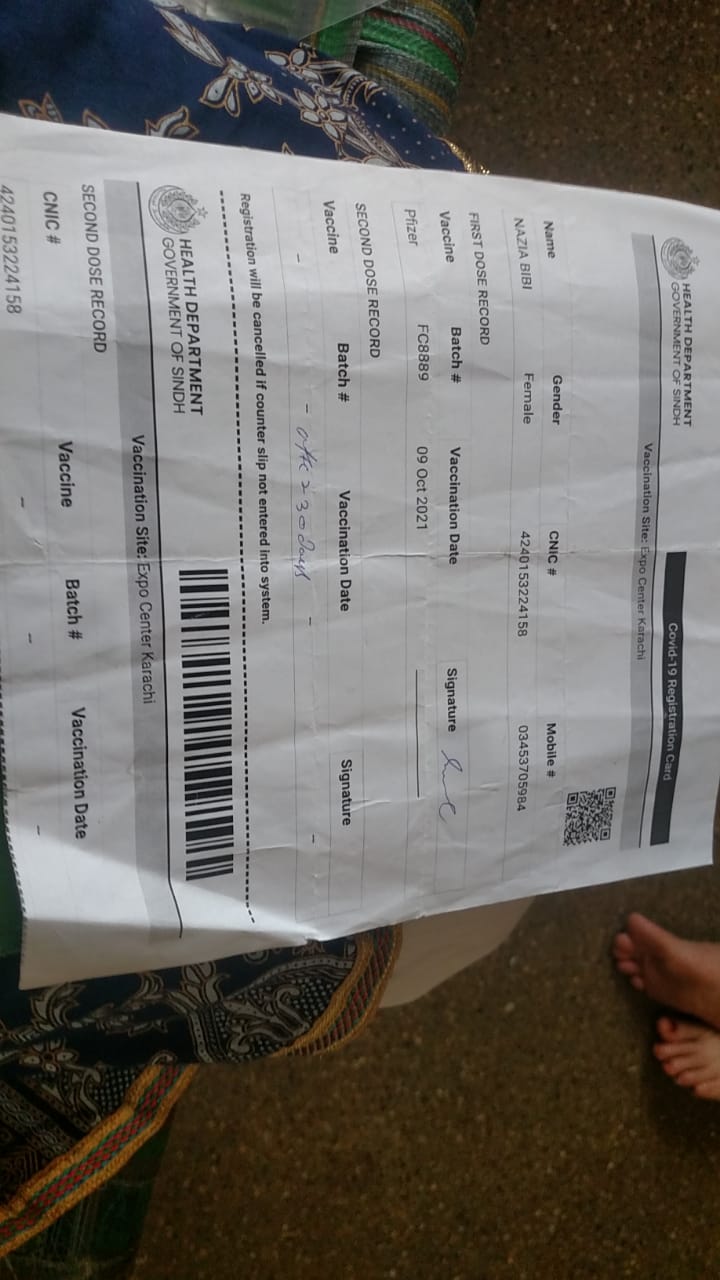 HEALTH DEPARTMENT
GOVERNMENT OF SINDH
Covid-19 Registration Card
Vaccination Site: Expo Center Karachi
Name Gender CNIC # Mobile #
NAZIA BIBI Female 4240153224158 03453705984
FIRST DOSE RECORD
Vaccine Batch # Vaccination Date Signature
Pfizer FC8889 09 Oct 2021
SECOND DOSE RECORD
Vaccine Batch # Vaccination Date Signature
- - - -
30 days
Registration will be cancelled if counter slip not entered into system.
HEALTH DEPARTMENT
GOVERNMENT OF SINDH
Vaccination Site: Expo Center Karachi
SECOND DOSE RECORD
CNIC # Vaccine Batch # Vaccination Date
4240153224158 - - -